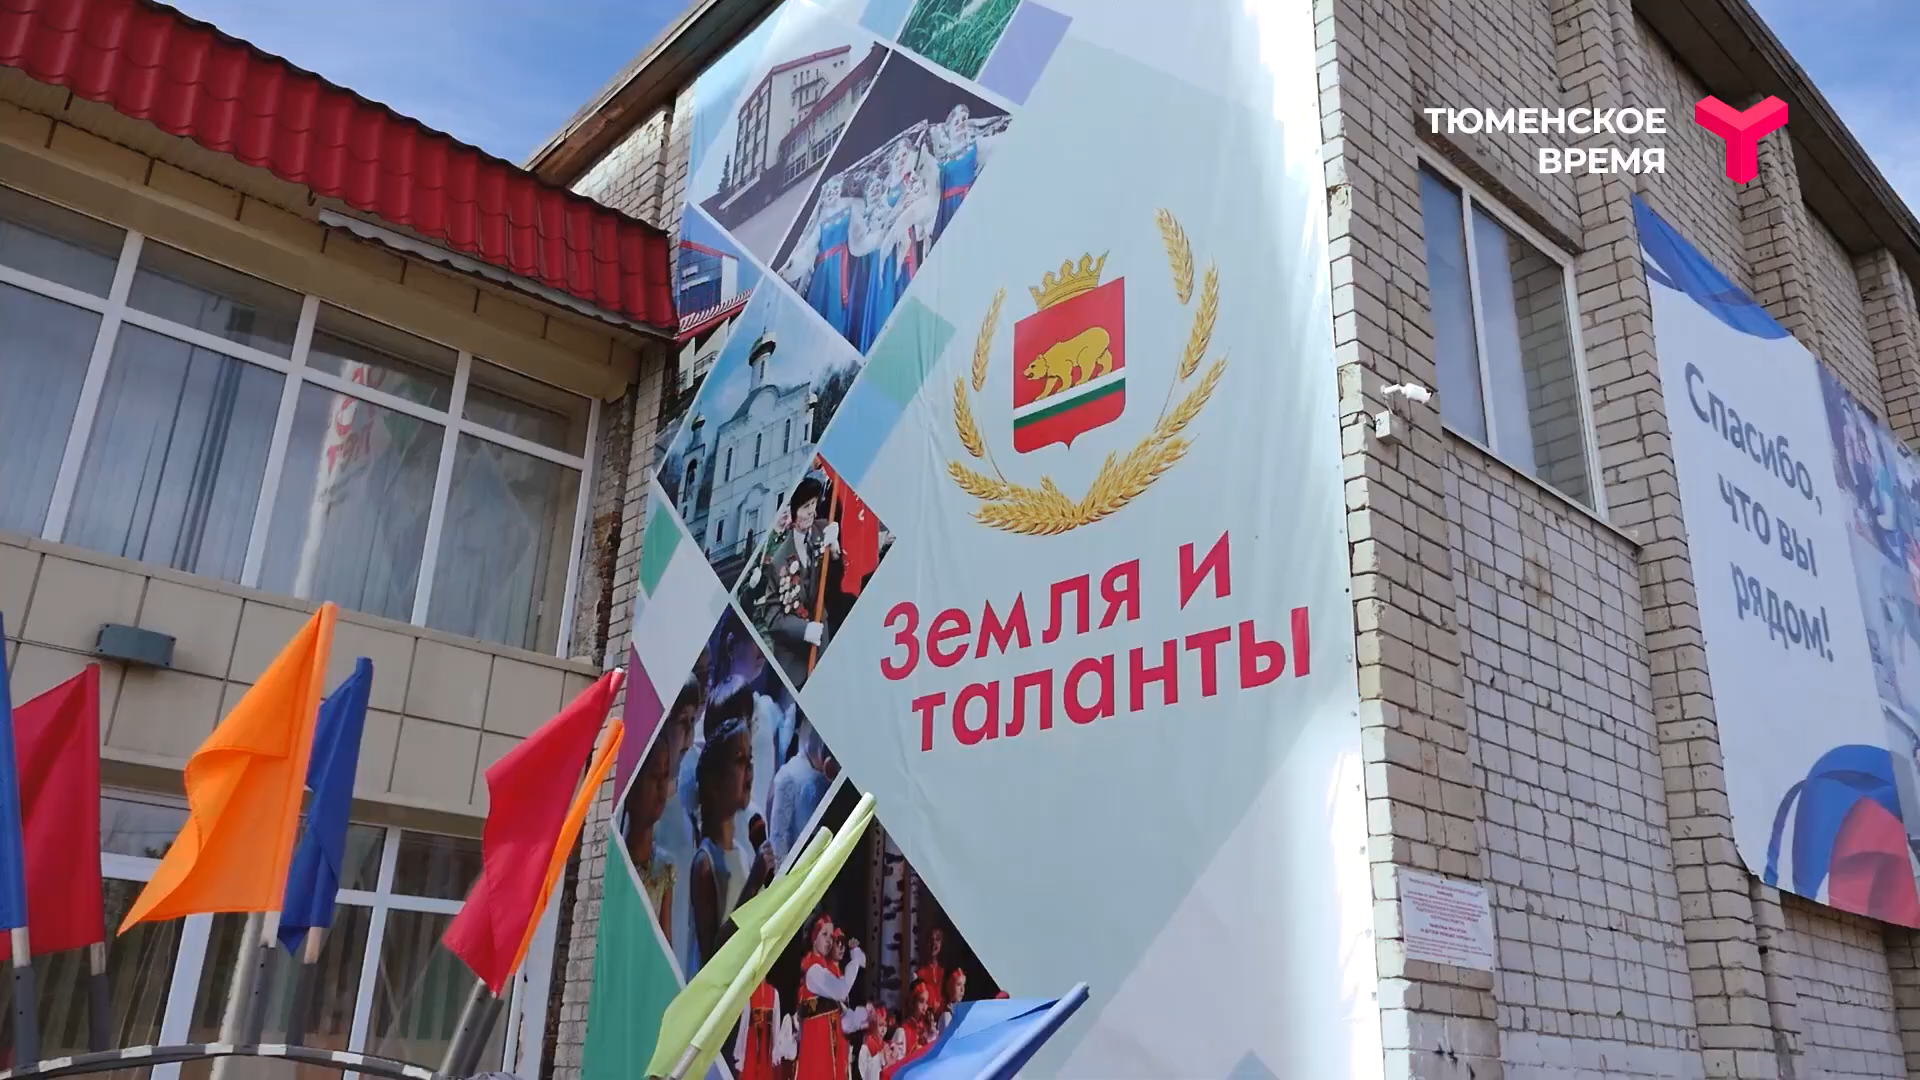 ТЮМЕНСКОЕ
ВРЕМЯ
Земля и
таланты
Спасибо,
что вы
рядом!